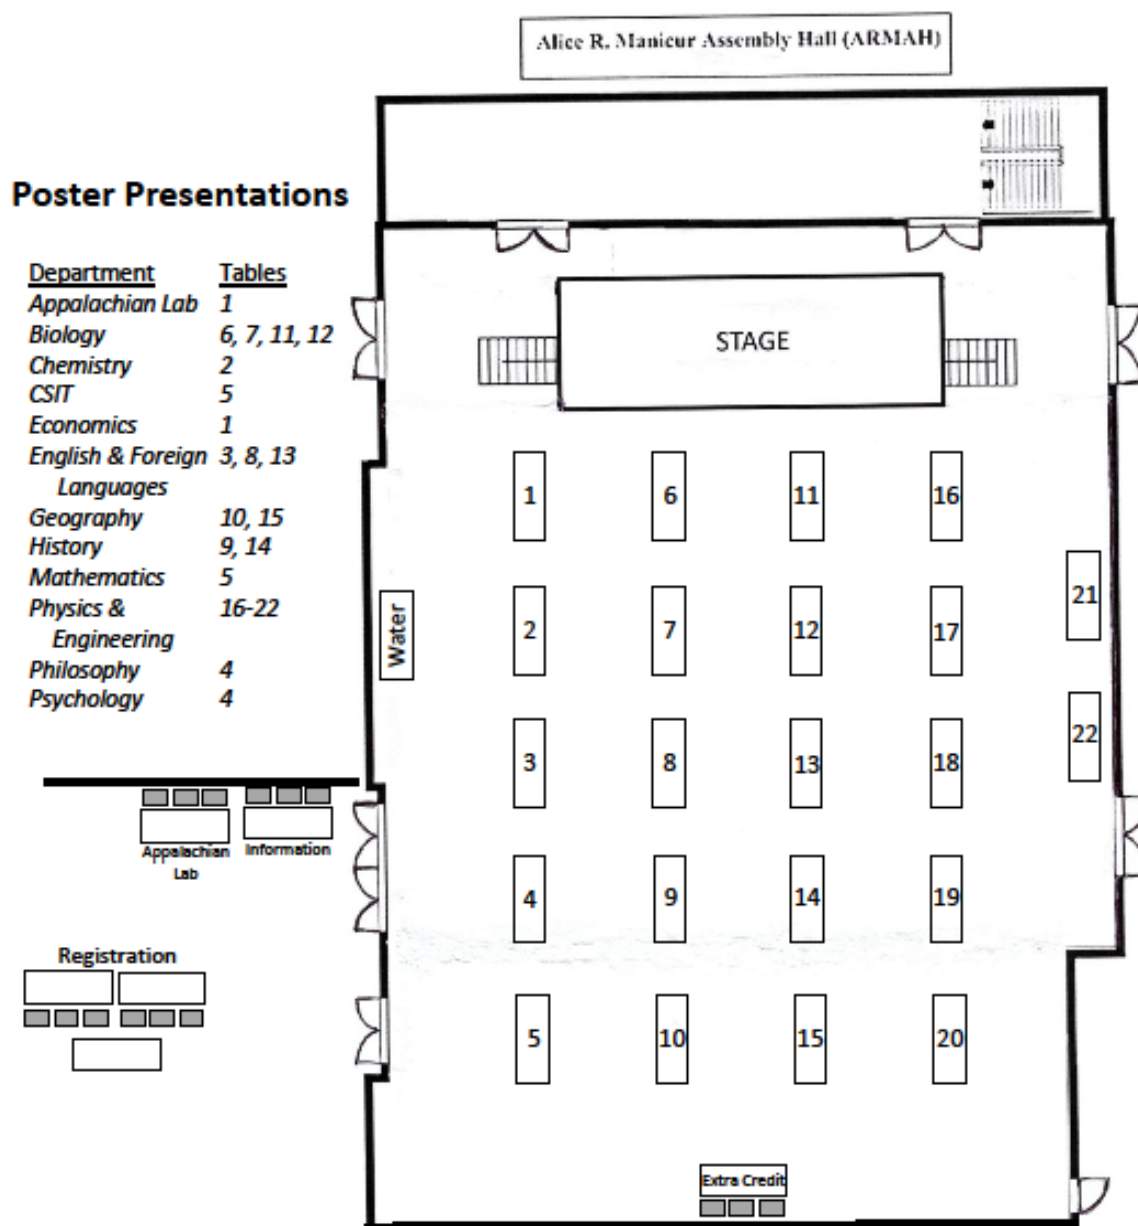 Alice R. Manicur Assembly Hall (ARMAH)
Poster Presentations
Department Tables
Appalachian Lab 1
Biology 6, 7, 11, 12
Chemistry 2
CSIT 5
Economics 1
English & Foreign 3, 8, 13
Languages
Geography 10, 15
History 9, 14
Mathematics 5
Physics & 16-22
Engineering
Philosophy 4
Psychology 4
STAGE
1 6 11 16
21
Water
2 7 12 17
22
3 8 13 18
Appalachian
Lab
Information
4 9 14 19
Registration
5 10 15 20
Extra Credit